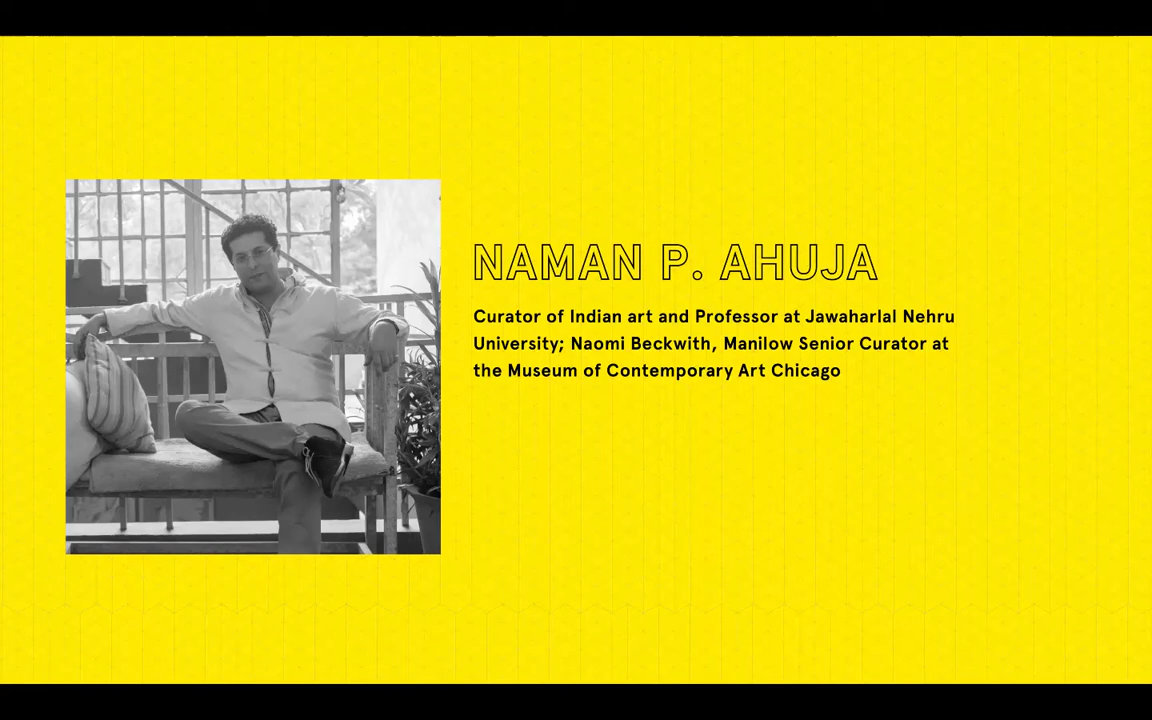 NAMAN P. AHUJA
Curator of Indian art and Professor at Jawaharlal Nehru
University; Naomi Beckwith, Manilow Senior Curator at
the Museum of Contemporary Art Chicago